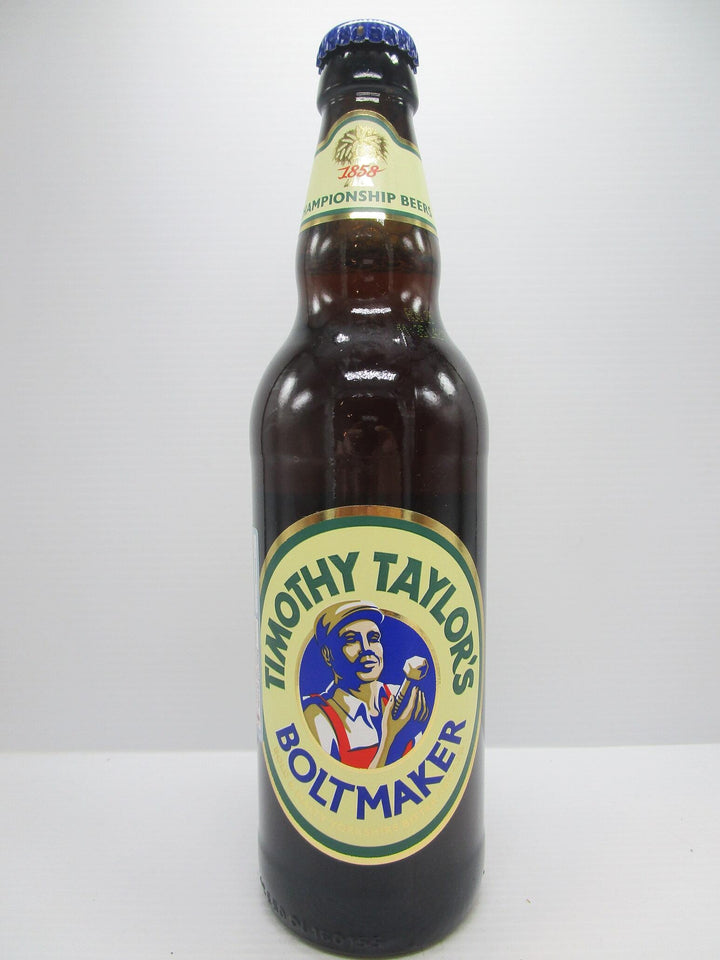 1858
CHAMPIONSHIP BEERS
TIMOTHY TAYLOR'S
BOLTMAKER